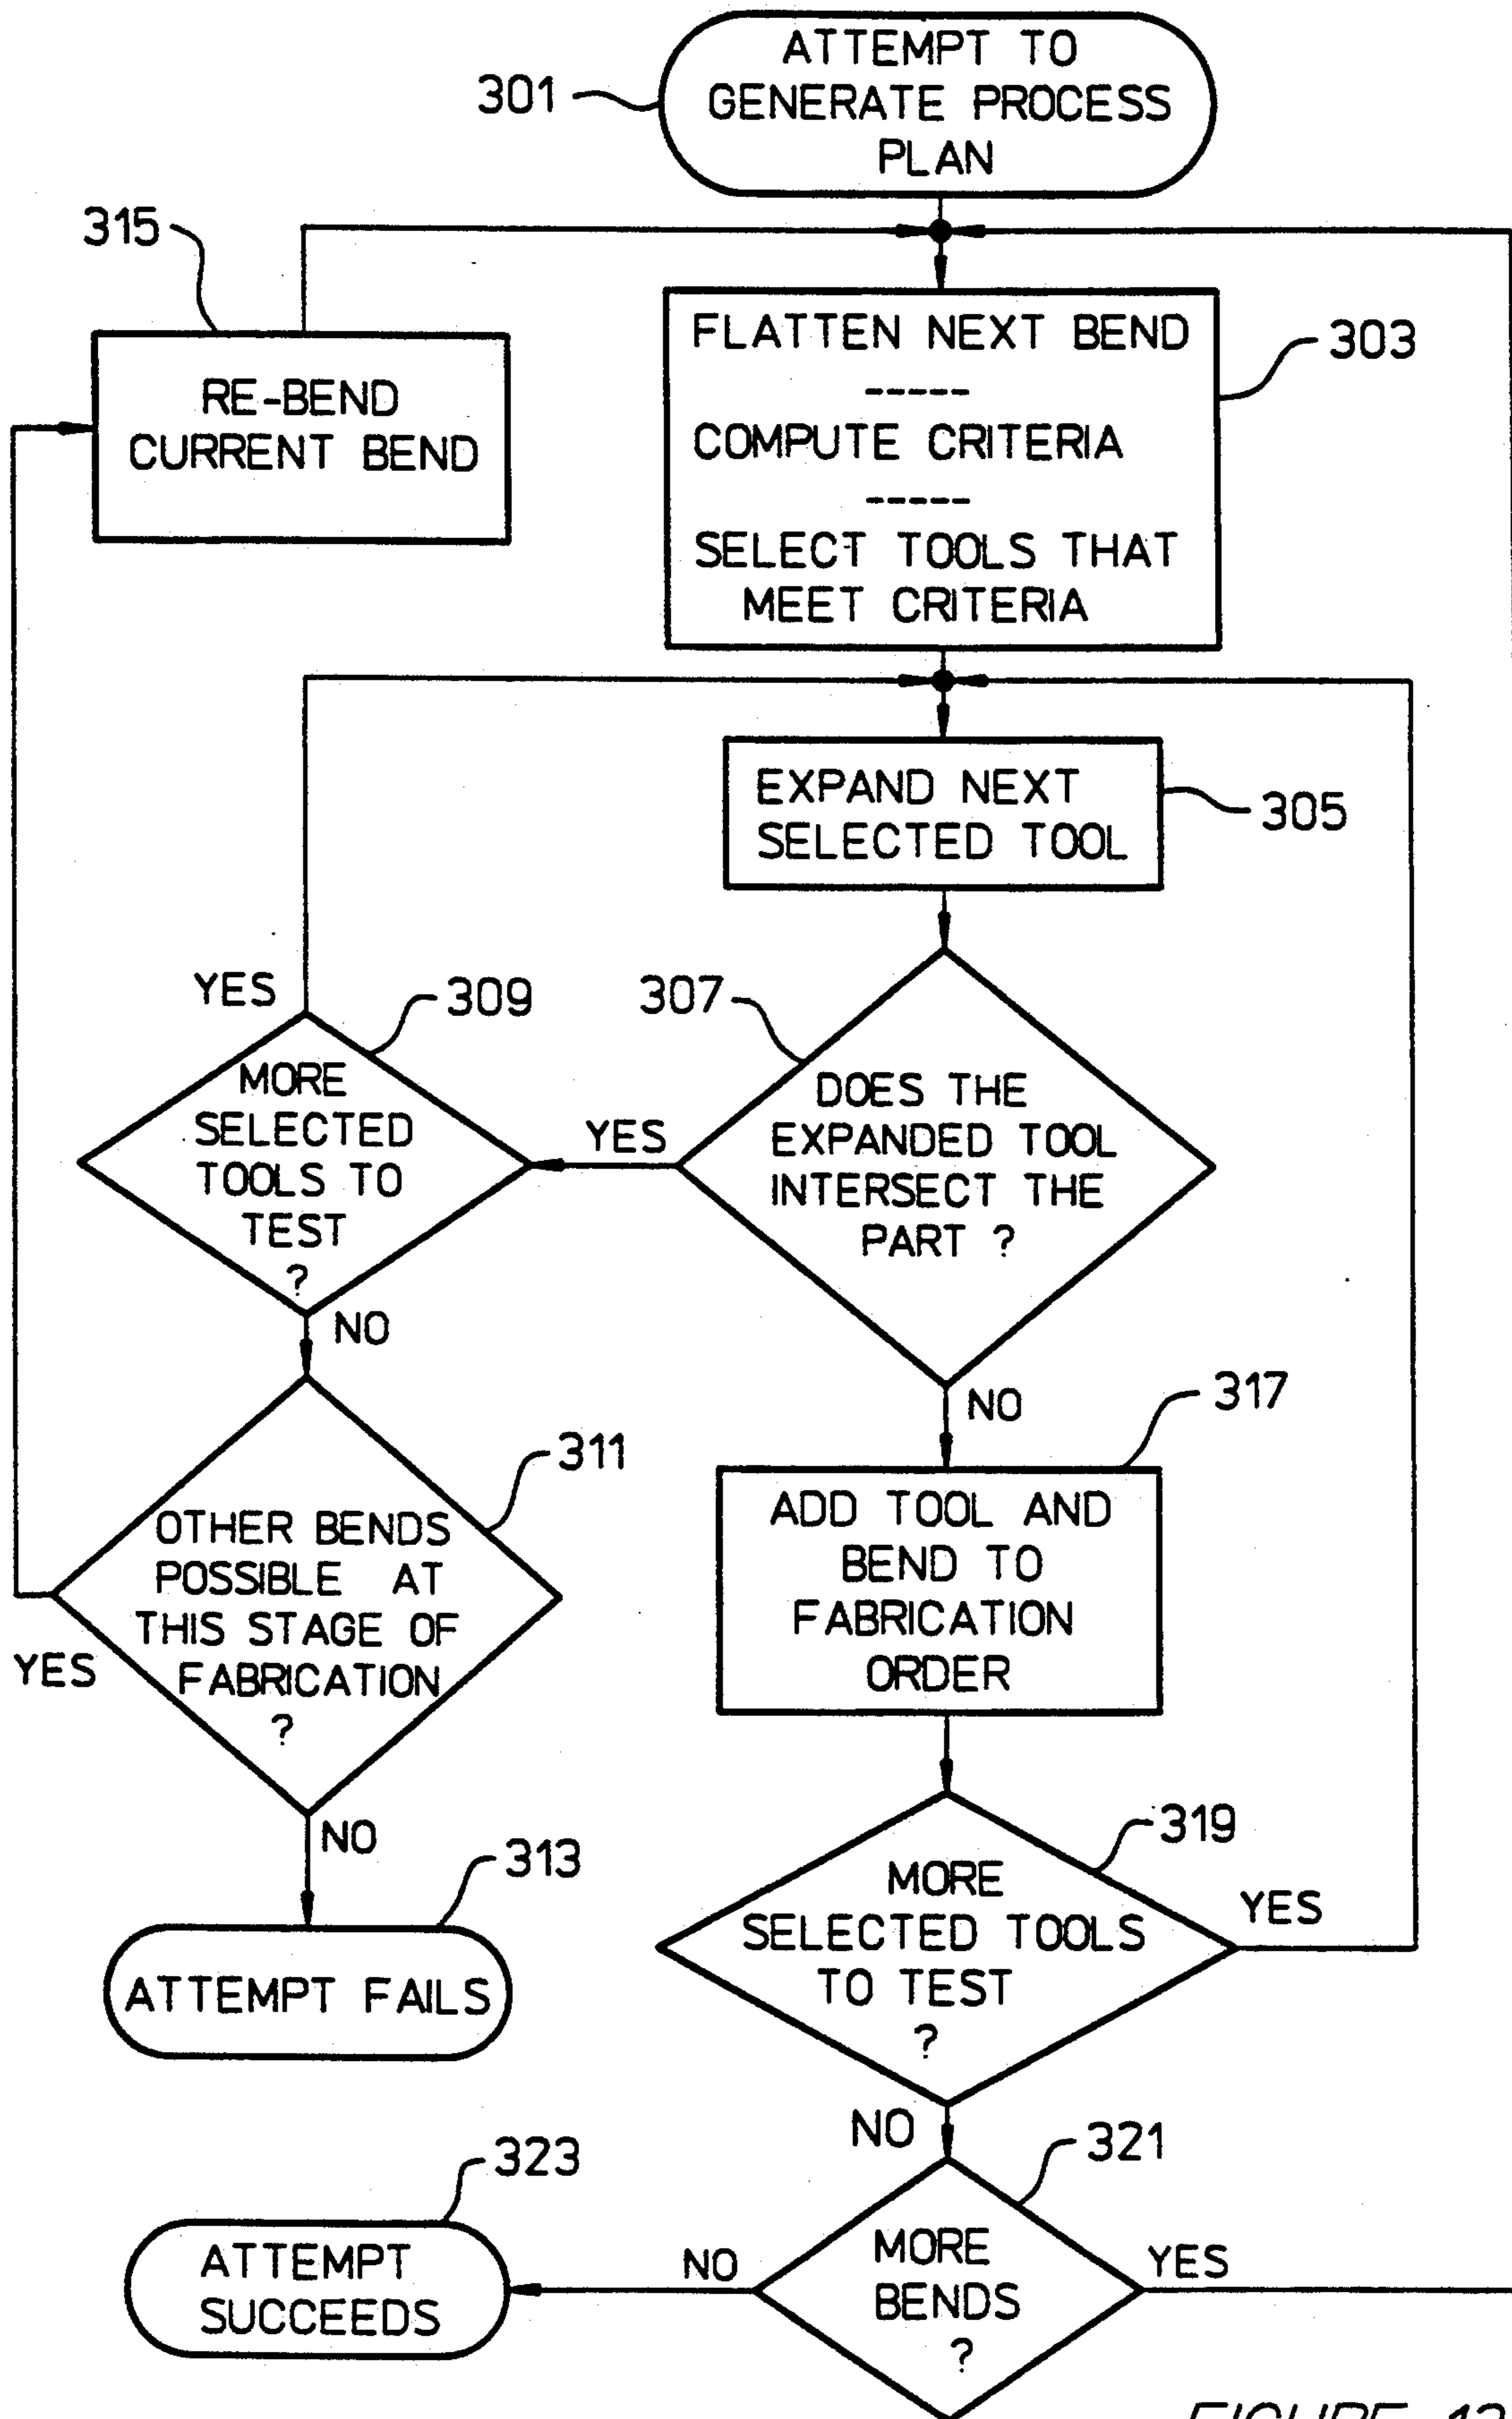 ATTEMPT TO
GENERATE PROCESS
PLAN
301
315
RE-BEND
CURRENT BEND
FLATTEN NEXT BEND
-----
COMPUTE CRITERIA
-----
SELECT TOOLS THAT
MEET CRITERIA
303
EXPAND NEXT
SELECTED TOOL
305
YES
309
MORE
SELECTED
TOOLS TO
TEST
?
NO
307
DOES THE
EXPANDED TOOL
INTERSECT THE
PART ?
YES
NO
311
OTHER BENDS
POSSIBLE AT
THIS STAGE OF
FABRICATION
?
YES
NO
317
ADD TOOL AND
BEND TO
FABRICATION
ORDER
313
ATTEMPT FAILS
319
MORE
SELECTED TOOLS
TO TEST
?
YES
NO
321
MORE
BENDS
?
YES
NO
323
ATTEMPT
SUCCEEDS